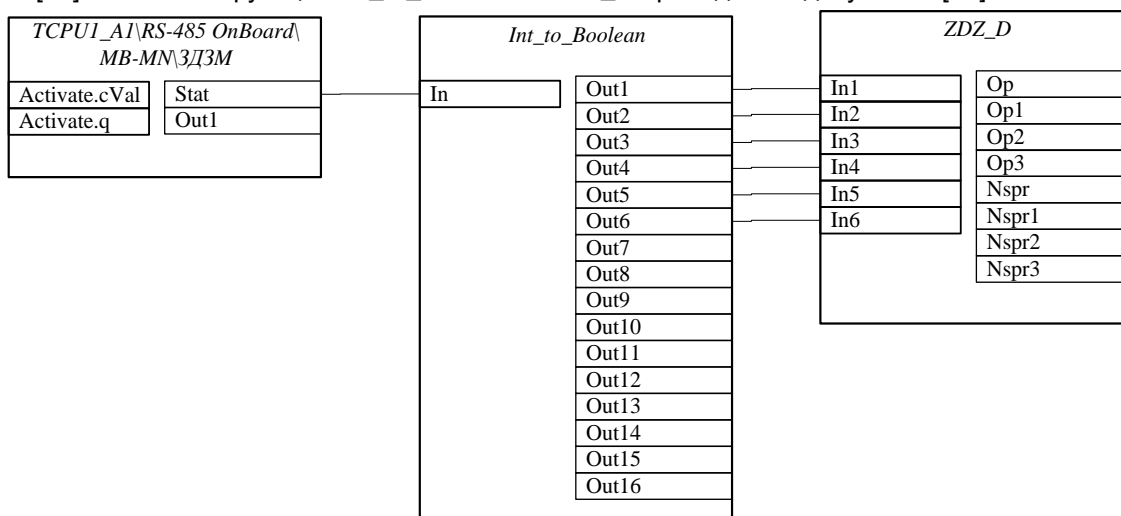 TCPU1_A1\RS-485 OnBoard\
MB-MN\ЗДЗМ
Activate.cVal
Stat
Activate.q
Out1
Int_to_Boolean
In
Out1
Out2
Out3
Out4
Out5
Out6
Out7
Out8
Out9
Out10
Out11
Out12
Out13
Out14
Out15
Out16
ZDZ_D
In1
In2
In3
In4
In5
In6
Op
Op1
Op2
Op3
Nspr
Nspr1
Nspr2
Nspr3